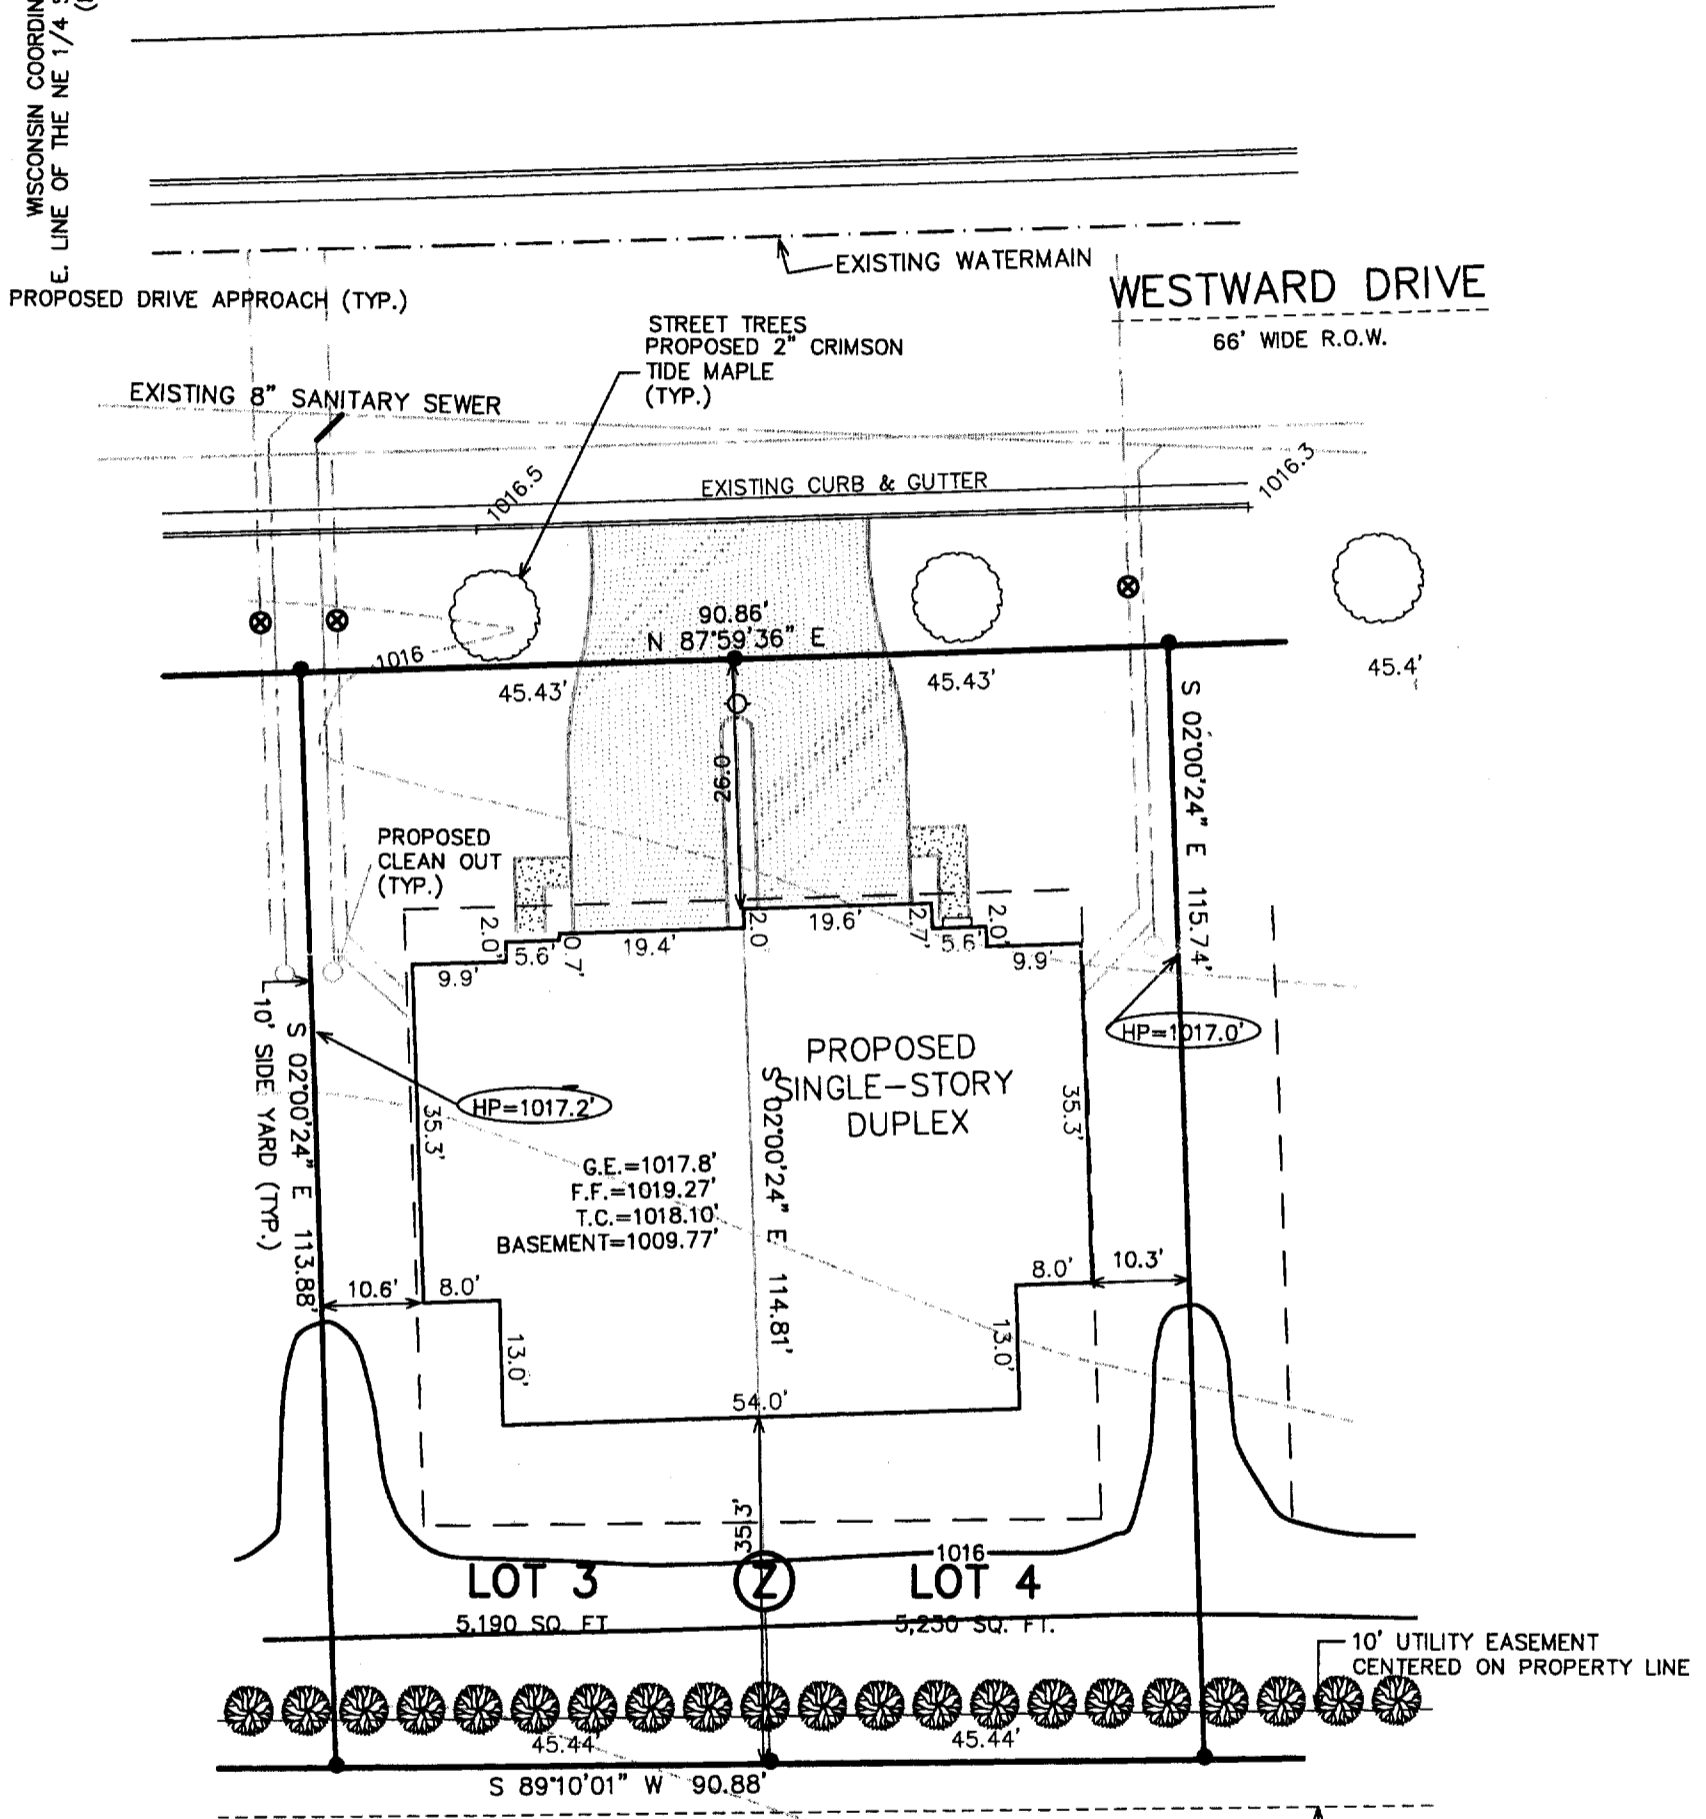 WISCONSIN COORDIN
E. LINE OF THE NE 1/4 S
EXISTING WATERMAIN
WESTWARD DRIVE
66' WIDE R.O.W.
PROPOSED DRIVE APPROACH (TYP.)
STREET TREES
PROPOSED 2" CRIMSON
TIDE MAPLE
(TYP.)
EXISTING 8" SANITARY SEWER
1016.5
EXISTING CURB & GUTTER
1016.3
90.86'
N 87°59'36" E
1016
45.43'
45.43'
45.4'
26.0
S 02°00'24" E 115.74'
PROPOSED
CLEAN OUT
(TYP.)
2.0'
5.6'
0.7'
19.4'
2.0'
19.6'
2.7'
5.6'
2.0'
9.9'
9.9'
10' SIDE YARD (TYP.)
S 02°00'24" E 113.88'
HP=1017.0'
HP=1017.2'
PROPOSED
SINGLE-STORY
DUPLEX
35.3'
35.3'
G.E.=1017.8'
F.F.=1019.27'
T.C.=1018.10'
BASEMENT=1009.77'
S 02°00'24" E 114.81'
10.6'
8.0'
8.0'
10.3'
13.0'
13.0'
54.0'
35.3'
1016
LOT 3
Z
LOT 4
5,190 SQ. FT
5,230 SQ. FT.
10' UTILITY EASEMENT
CENTERED ON PROPERTY LINE
45.44'
45.44'
S 89°10'01" W 90.88'